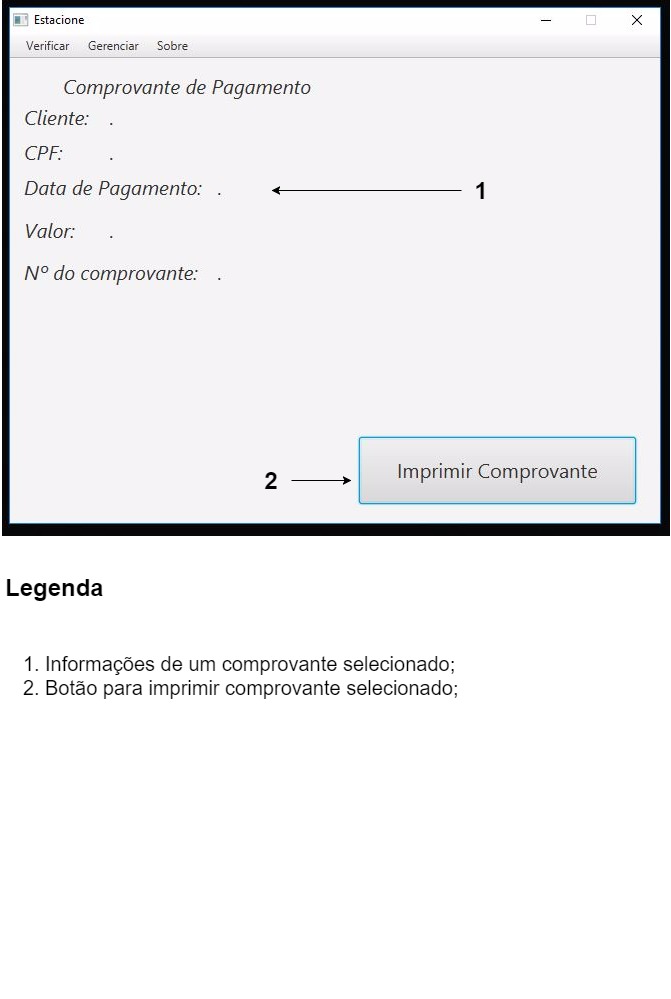 Estacione
Verificar Gerenciar Sobre
Comprovante de Pagamento
Cliente: .
CPF: .
Data de Pagamento: . 1
Valor: .
Nº do comprovante: .
2 Imprimir Comprovante
Legenda
1. Informações de um comprovante selecionado;
2. Botão para imprimir comprovante selecionado;